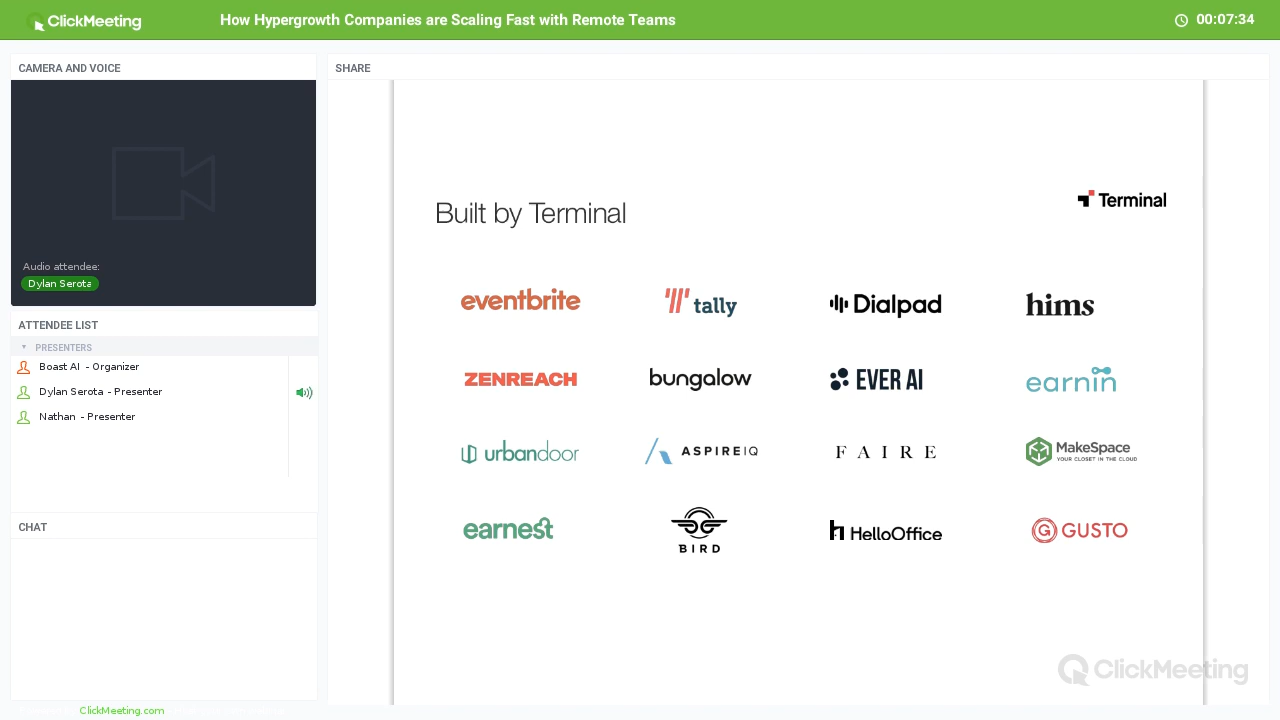 ClickMeeting
How Hypergrowth Companies are Scaling Fast with Remote Teams
00:07:34
CAMERA AND VOICE
Audio attendee:
Dylan Serota
ATTENDEE LIST
PRESENTERS
Boast AI - Organizer
Dylan Serota - Presenter
Nathan - Presenter
CHAT
ClickMeeting.com
SHARE
Built by Terminal
Terminal
eventbrite
tally
Dialpad
hims
ZENREACH
bungalow
EVER AI
earnin
urbandoor
ASPIREIQ
FAIRE
MakeSpace
YOUR CLOSET IN THE CLOUD
earnest
BIRD
HelloOffice
G GUSTO
ClickMeeting